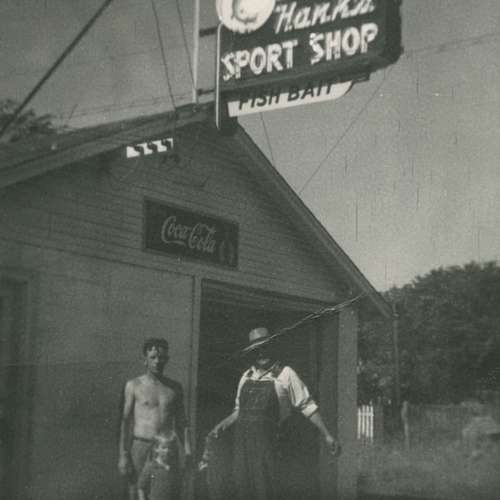 Hank's
SPORT SHOP
FISH BAIT
Coca-Cola